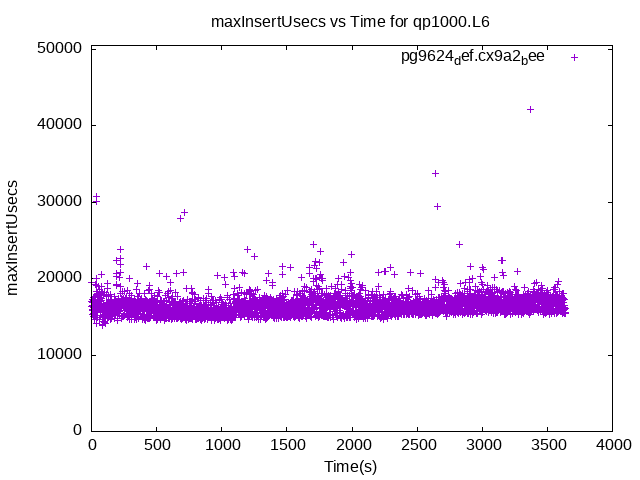 maxInsertUsecs vs Time for qp1000.L6
50000
40000
30000
20000
10000
0
maxInsertUsecs
pg9624def.cx9a2bee
0 500 1000 1500 2000 2500 3000 3500 4000
Time(s)